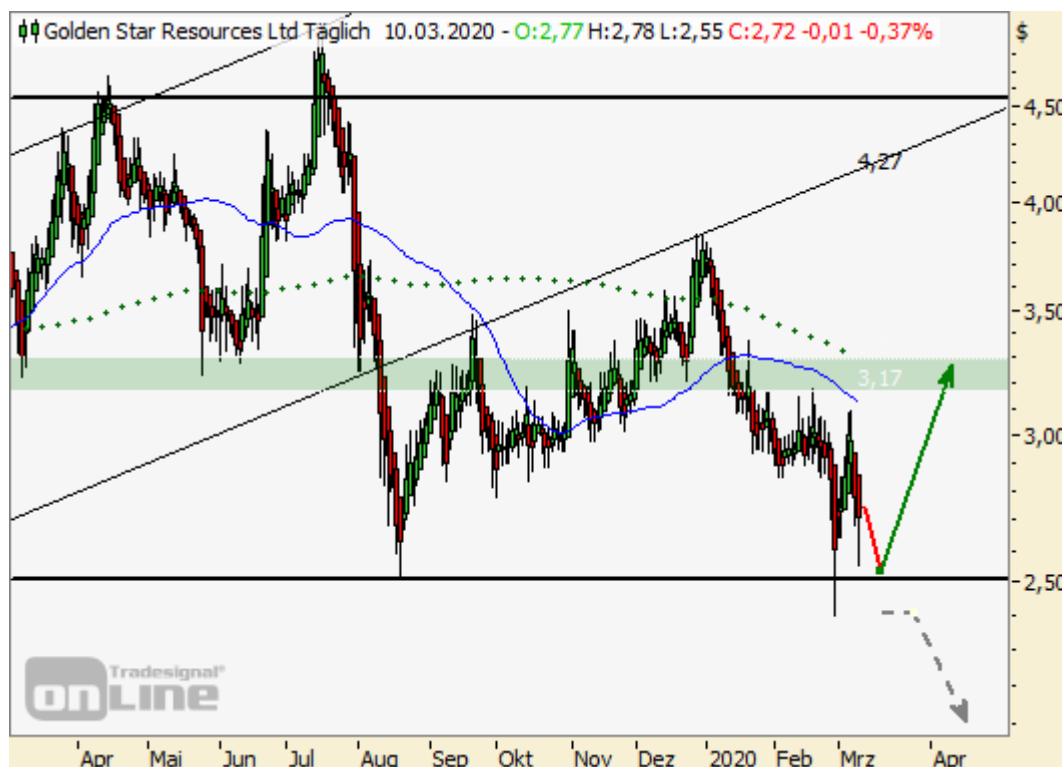 Golden Star Resources Ltd Täglich 10.03.2020 - O:2,77 H:2,78 L:2,55 C:2,72 -0,01 -0,37%
$
4,50
4,27
4,00
3,50
3,17
3,00
2,50
Tradesignal®
onLine
Apr Mai Jun Jul Aug Sep Okt Nov Dez 2020 Feb Mrz Apr